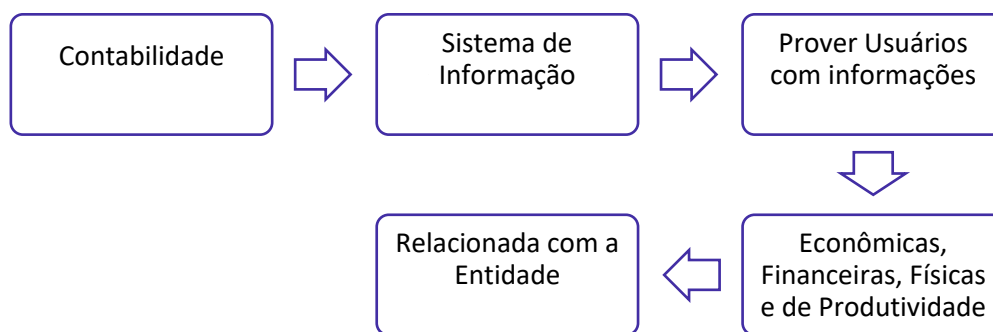 Contabilidade
Sistema de
Informação
Prover Usuários
com informações
Econômicas,
Financeiras, Físicas
e de Produtividade
Relacionada com a
Entidade